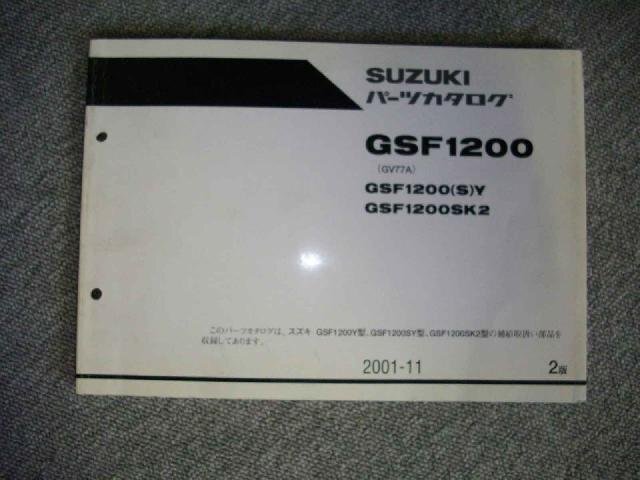 SUZUKI
パーツカタログ
GSF1200
(GV77A)
GSF1200(S)Y
GSF1200SK2
このパーツカタログは、スズキ GSF1200Y型、GSF1200SY型、GSF1200SK2型の補給取扱い部品を
収録してあります。
2001-11
2版